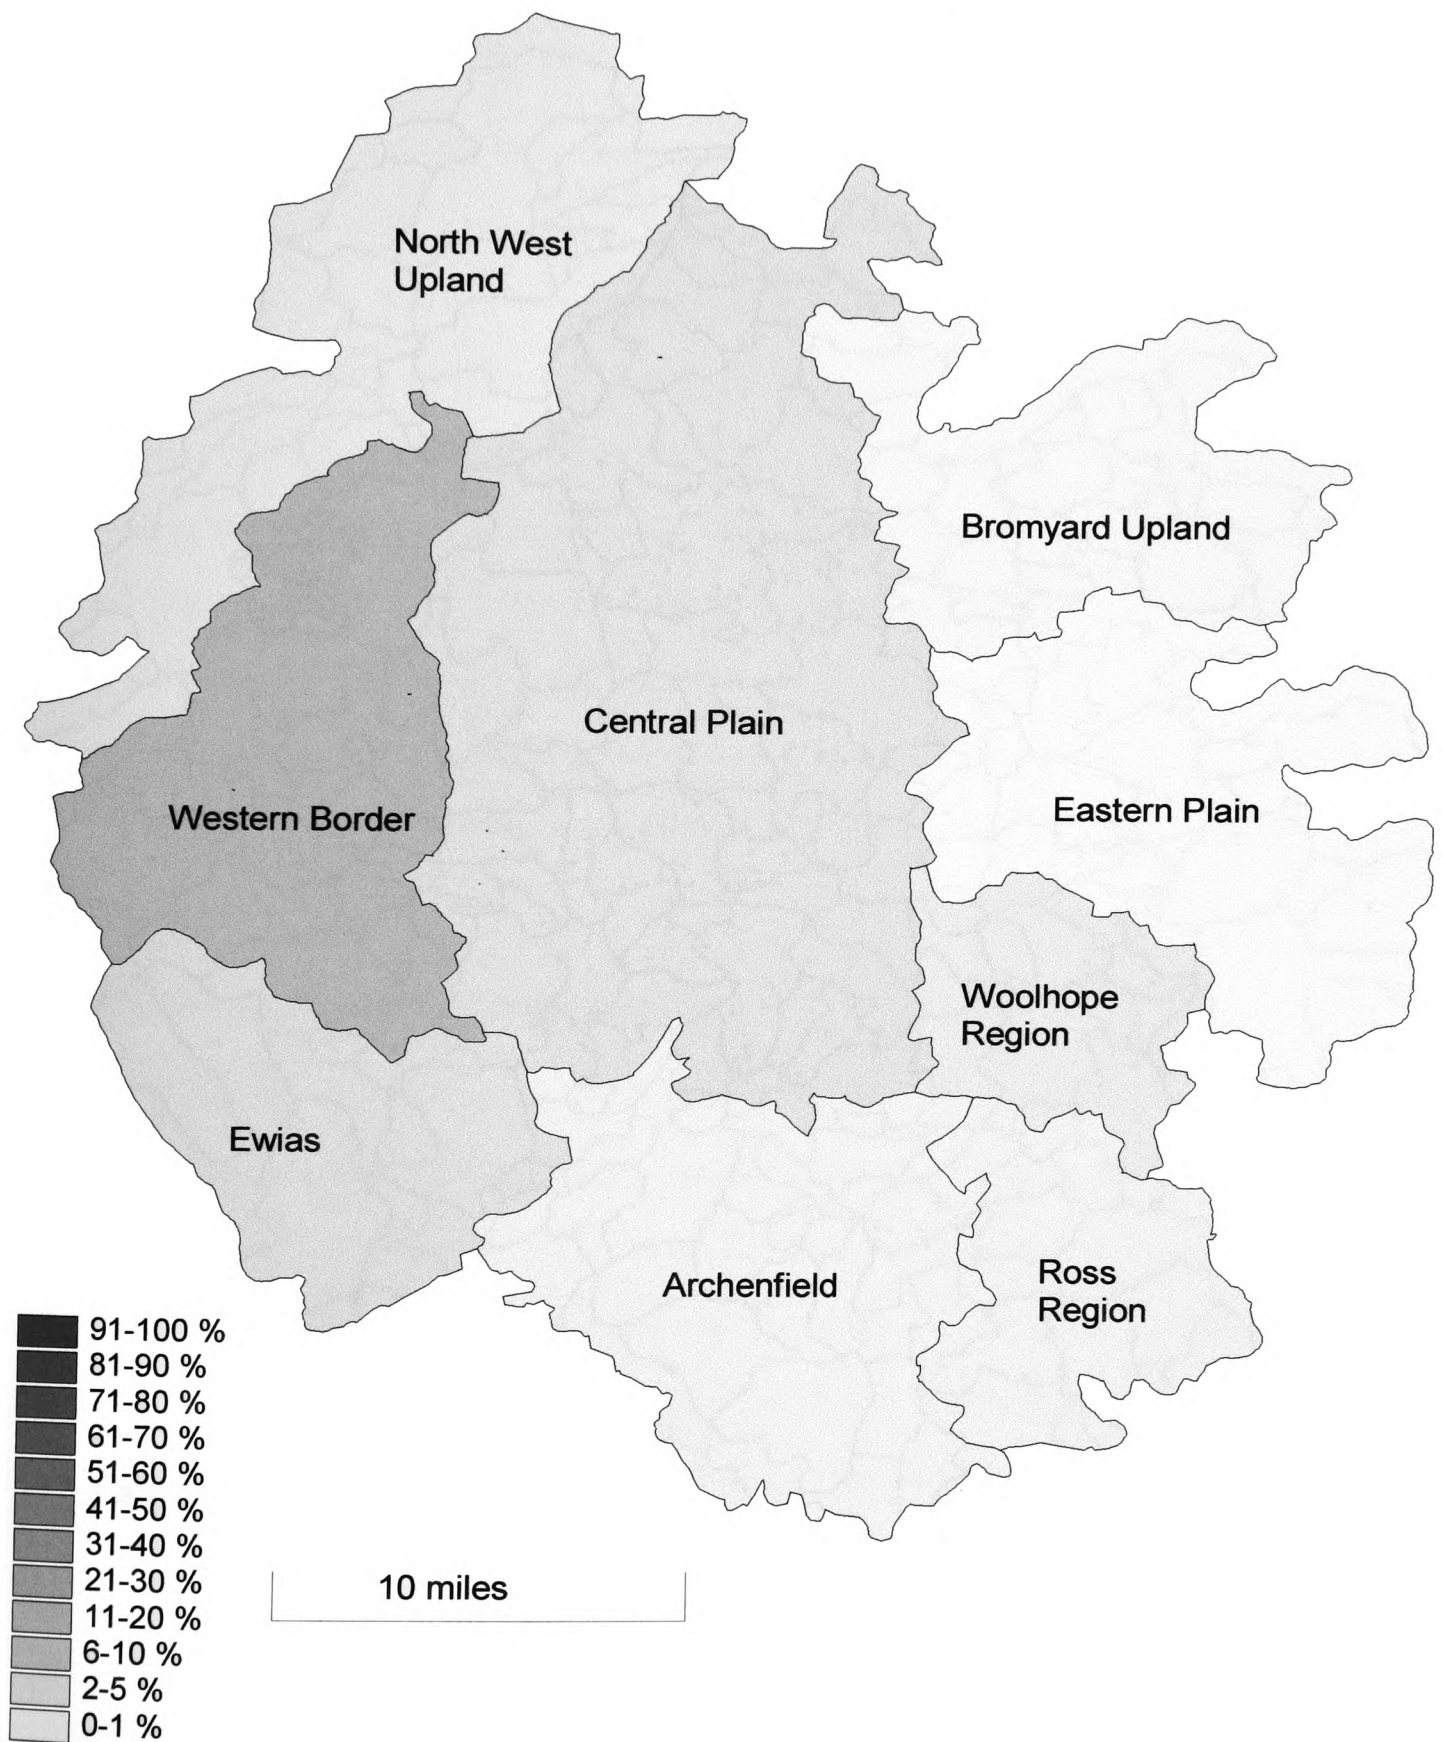 North West
Upland
Bromyard Upland
Central Plain
Western Border
Eastern Plain
Woolhope
Region
Ewias
Archenfield
Ross
Region
91-100 %
81-90 %
71-80 %
61-70 %
51-60 %
41-50 %
31-40 %
21-30 %
11-20 %
6-10 %
2-5 %
0-1 %
10 miles